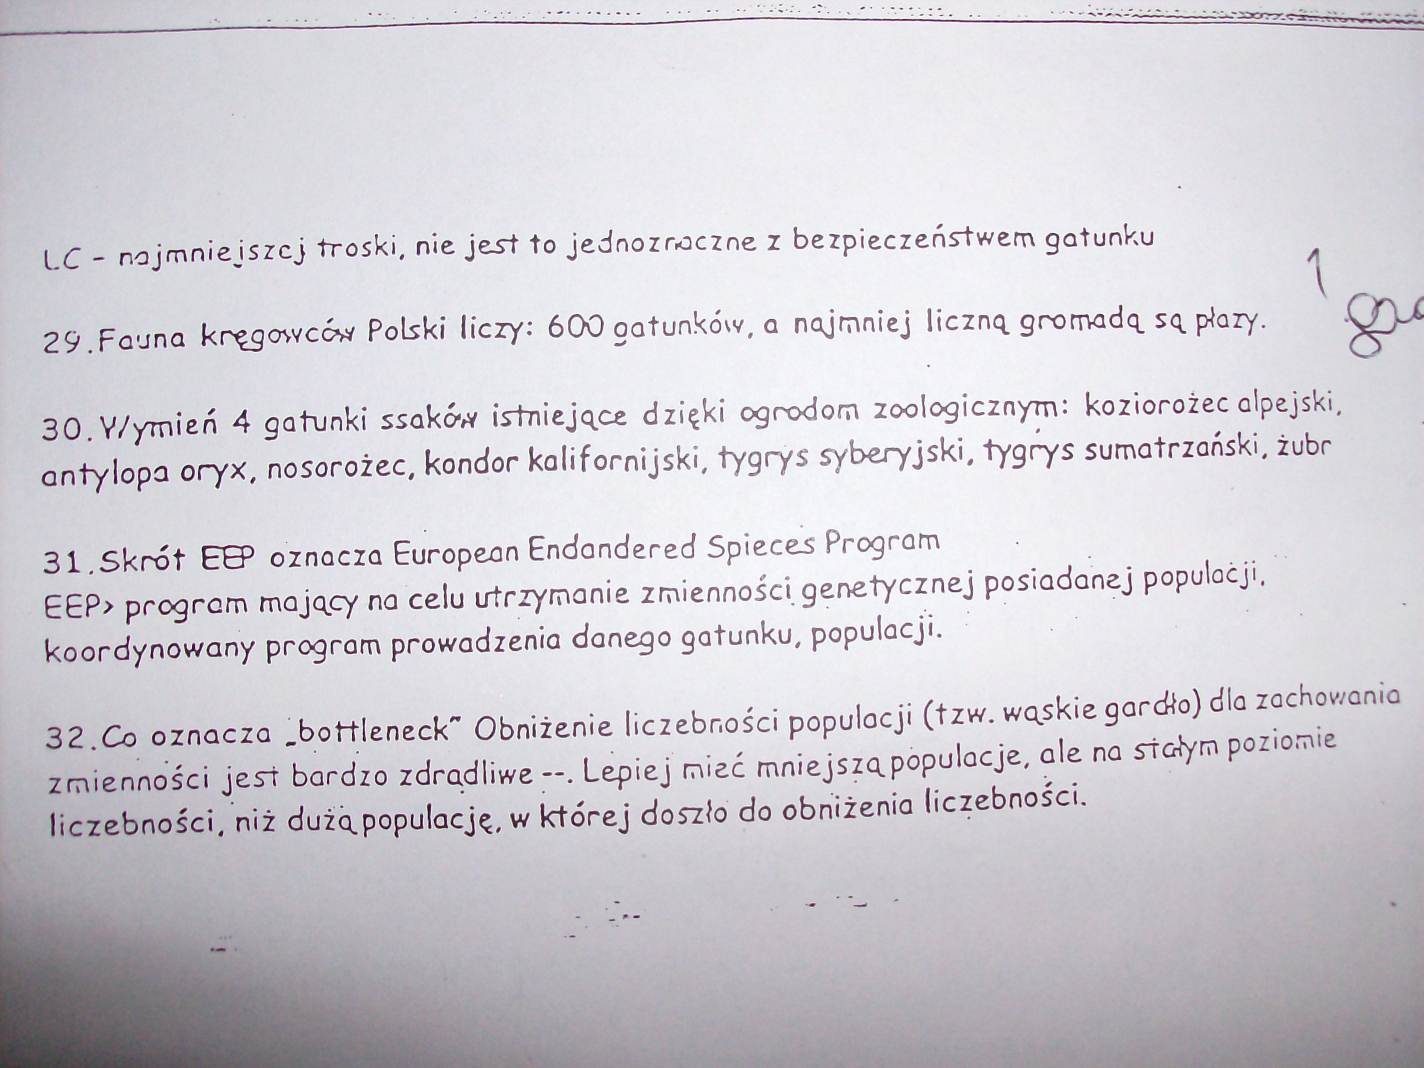 LC - najmniejszej troski, nie jest to jednoznaczne z bezpieczeństwem gatunku
29.Fauna kręgowców Polski liczy: 600 gatunków, a najmniej liczną gromadą są płazy.
30.Wymień 4 gatunki ssaków istniejące dzięki ogrodom zoologicznym: koziorożec alpejski,
antylopa oryx, nosorożec, kondor kalifornijski, tygrys syberyjski, tygrys sumatrzański, żubr
31.Skrót EEP oznacza European Endandered Spieces Program
EEP> program mający na celu utrzymanie zmienności genetycznej posiadanej populacji,
koordynowany program prowadzenia danego gatunku, populacji.
32.Co oznacza „bottleneck” Obniżenie liczebności populacji (tzw. wąskie gardło) dla zachowania
zmienności jest bardzo zdradliwe --. Lepiej mieć mniejszą populacje, ale na stałym poziomie
liczebności, niż dużą populację, w której doszło do obniżenia liczebności.